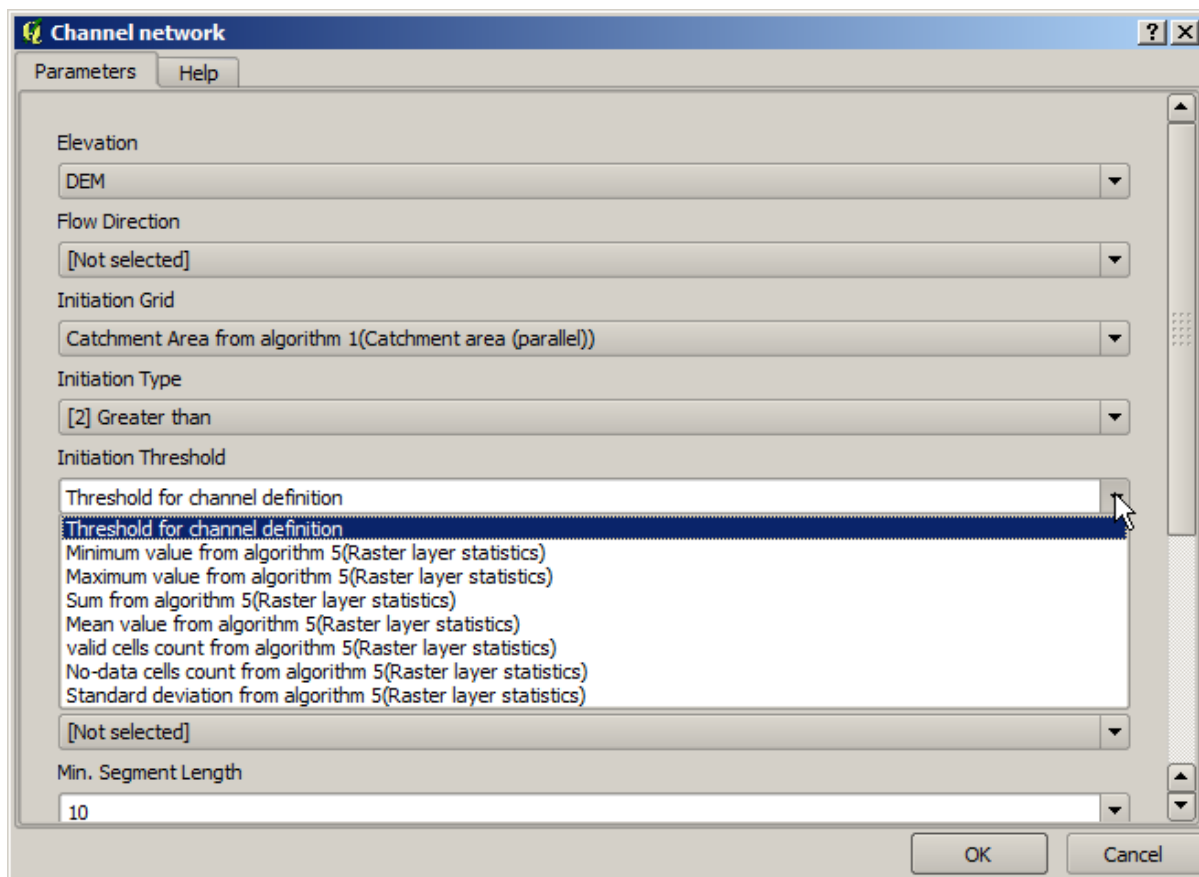 Channel network
Parameters Help
Elevation
DEM
Flow Direction
[Not selected]
Initiation Grid
Catchment Area from algorithm 1(Catchment area (parallel))
Initiation Type
[2] Greater than
Initiation Threshold
Threshold for channel definition
Threshold for channel definition
Minimum value from algorithm 5(Raster layer statistics)
Maximum value from algorithm 5(Raster layer statistics)
Sum from algorithm 5(Raster layer statistics)
Mean value from algorithm 5(Raster layer statistics)
valid cells count from algorithm 5(Raster layer statistics)
No-data cells count from algorithm 5(Raster layer statistics)
Standard deviation from algorithm 5(Raster layer statistics)
[Not selected]
Min. Segment Length
10
OK Cancel